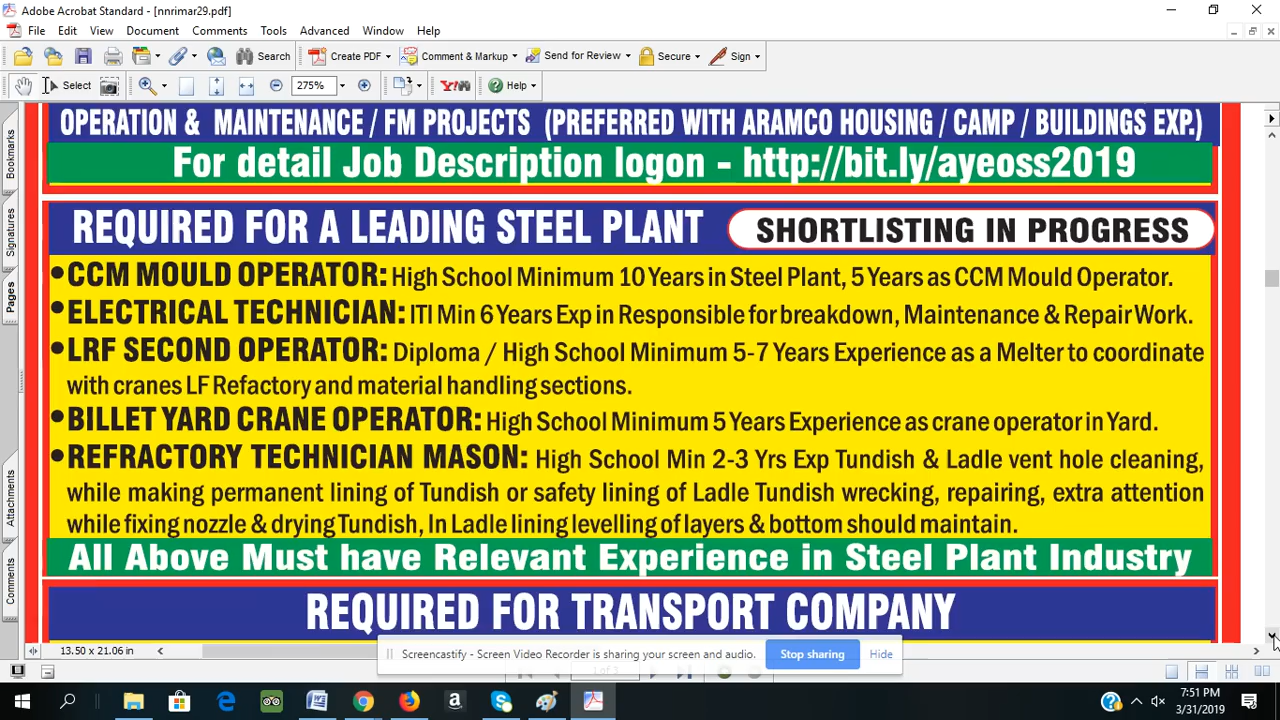 Adobe Acrobat Standard - [nnrimar29.pdf]
File Edit View Document Comments Tools Advanced Window Help
Search Create PDF Comment & Markup Send for Review Secure Sign
Select 275% Y! Help
Bookmarks
Signatures
Pages
Attachments
Comments
OPERATION & MAINTENANCE / FM PROJECTS (PREFERRED WITH ARAMCO HOUSING / CAMP / BUILDINGS EXP.)
For detail Job Description logon - http://bit.ly/ayeoss2019
REQUIRED FOR A LEADING STEEL PLANT SHORTLISTING IN PROGRESS
•CCM MOULD OPERATOR: High School Minimum 10 Years in Steel Plant, 5 Years as CCM Mould Operator.
•ELECTRICAL TECHNICIAN: ITI Min 6 Years Exp in Responsible for breakdown, Maintenance & Repair Work.
•LRF SECOND OPERATOR: Diploma / High School Minimum 5-7 Years Experience as a Melter to coordinate
with cranes LF Refactory and material handling sections.
•BILLET YARD CRANE OPERATOR: High School Minimum 5 Years Experience as crane operator in Yard.
•REFRACTORY TECHNICIAN MASON: High School Min 2-3 Yrs Exp Tundish & Ladle vent hole cleaning,
while making permanent lining of Tundish or safety lining of Ladle Tundish wrecking, repairing, extra attention
while fixing nozzle & drying Tundish, In Ladle lining levelling of layers & bottom should maintain.
All Above Must have Relevant Experience in Steel Plant Industry
REQUIRED FOR TRANSPORT COMPANY
13.50 x 21.06 in
Screencastify - Screen Video Recorder is sharing your screen and audio. Stop sharing Hide
7:51 PM
3/31/2019